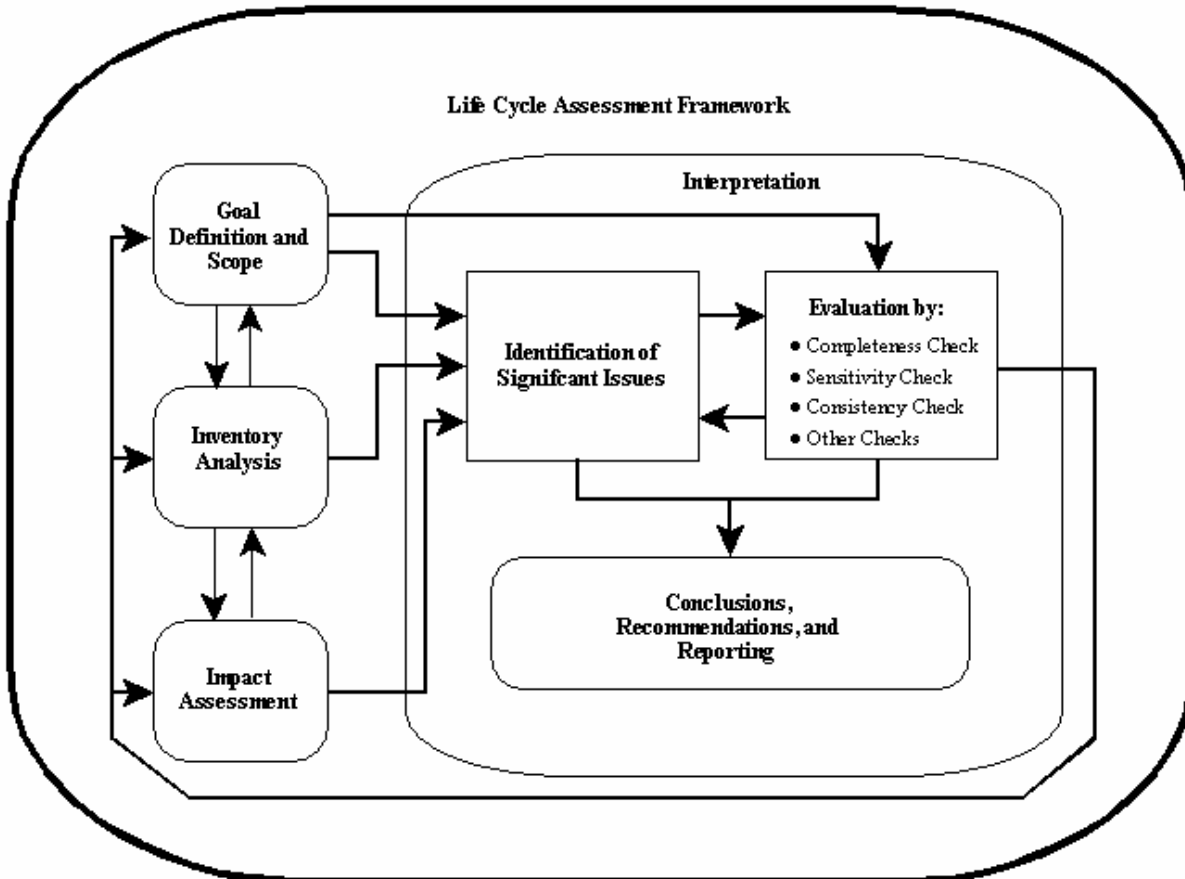 Life Cycle Assessment Framework
Goal
Definition and
Scope
Inventory
Analysis
Impact
Assessment
Interpretation
Identification of
Signifcant Issues
Evaluation by:
● Completeness Check
● Sensitivity Check
● Consistency Check
● Other Checks
Conclusions,
Recommendations, and
Reporting